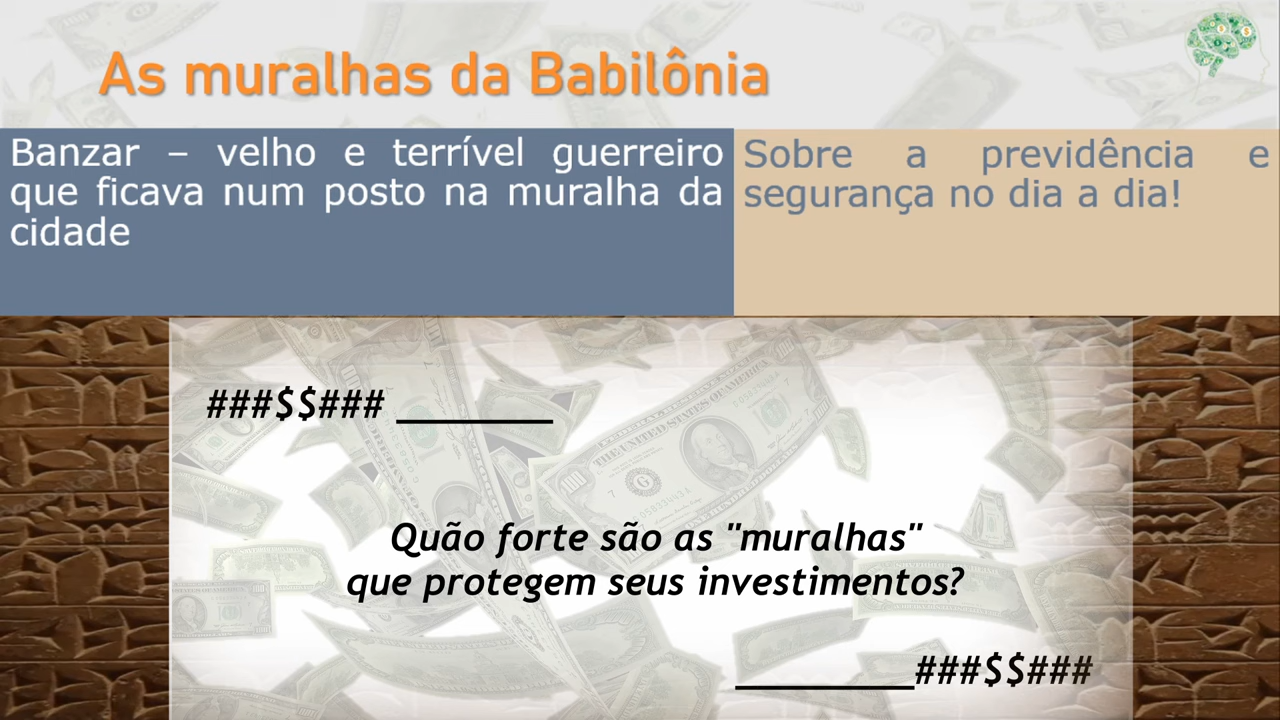 As muralhas da Babilônia
Banzar – velho e terrível guerreiro
que ficava num posto na muralha da
cidade
Sobre a previdência e
segurança no dia a dia!
###$$### _______
Quão forte são as "muralhas"
que protegem seus investimentos?
________###$$###